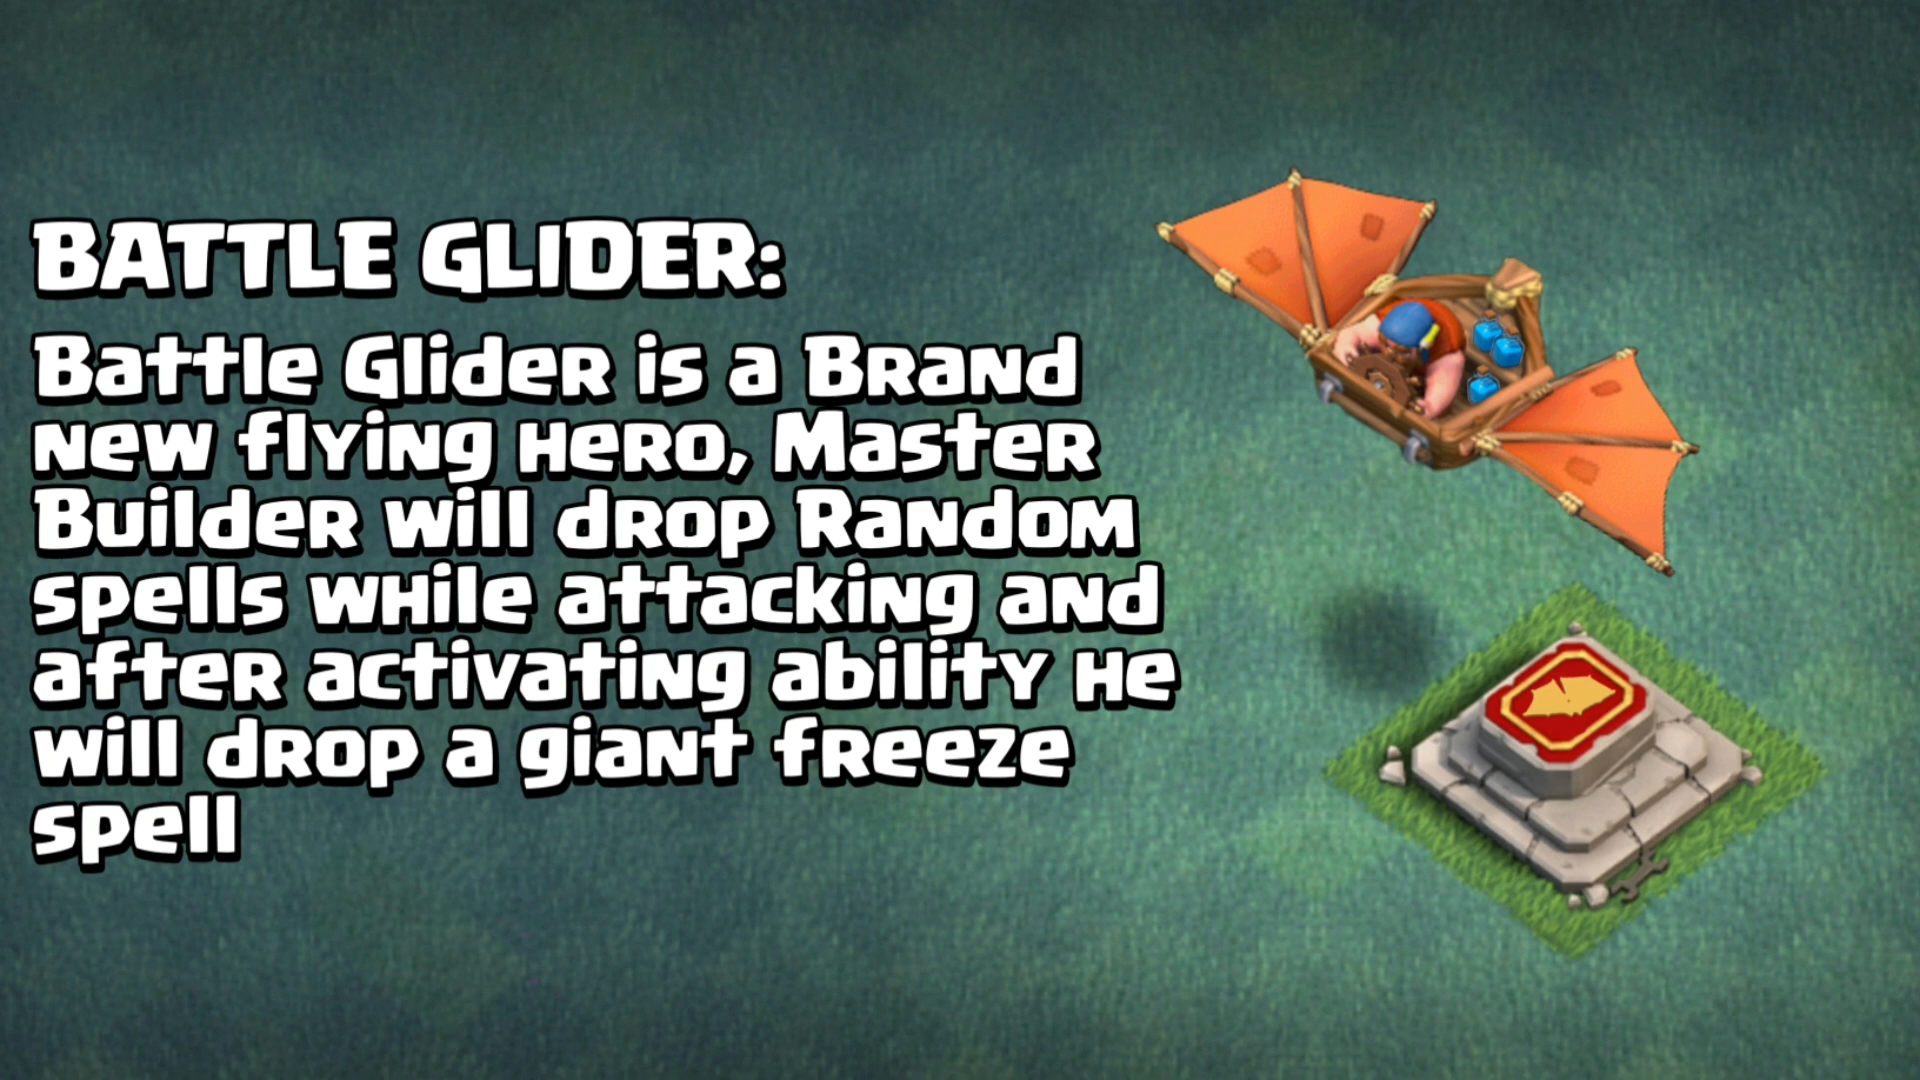 BATTLE GLIDER:
Battle Glider is a Brand
new flying hero, Master
Builder will drop Random
spells while attacking and
after activating ability he
will drop a giant freeze
spell